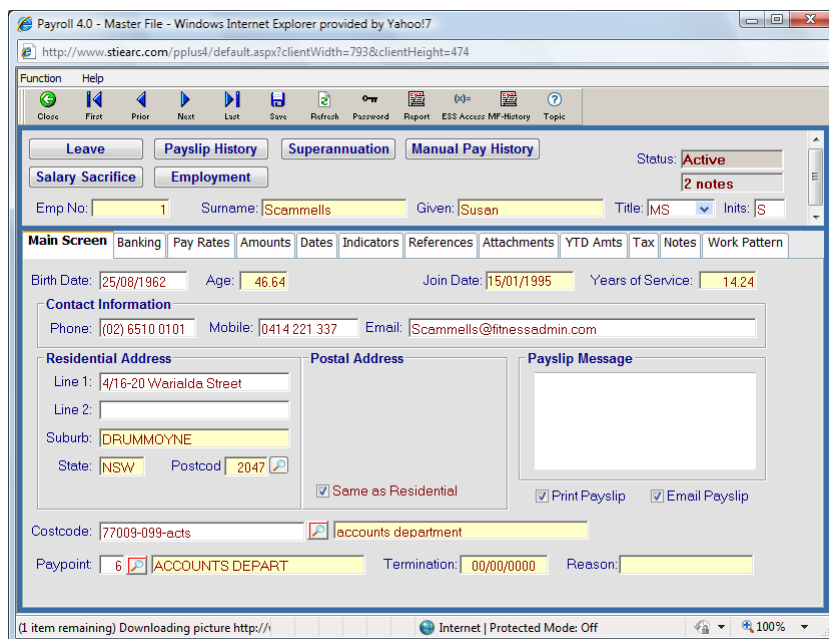 Payroll 4.0 - Master File - Windows Internet Explorer provided by Yahoo!7
http://www.stiearc.com/pplus4/default.aspx?clientWidth=793&clientHeight=474
Function Help
Close First Prior Next Last Save Refresh Password Report ESS Access MF-History Topic
Leave Payslip History Superannuation Manual Pay History Status: Active
Salary Sacrifice Employment 2 notes
Emp No: 1 Surname: Scammells Given: Susan Title: MS Inits: S
Main Screen Banking Pay Rates Amounts Dates Indicators References Attachments YTD Amts Tax Notes Work Pattern
Birth Date: 25/08/1962 Age: 46.64 Join Date: 15/01/1995 Years of Service: 14.24
Contact Information
Phone: (02) 6510 0101 Mobile: 0414 221 337 Email: Scammells@fitnessadmin.com
Residential Address Postal Address Payslip Message
Line 1: 4/16-20 Warialda Street
Line 2:
Suburb: DRUMMOYNE
State: NSW Postcod 2047
Same as Residential Print Payslip Email Payslip
Costcode: 77009-099-acts accounts department
Paypoint: 6 ACCOUNTS DEPART Termination: 00/00/0000 Reason:
(1 item remaining) Downloading picture http:// Internet | Protected Mode: Off 100%